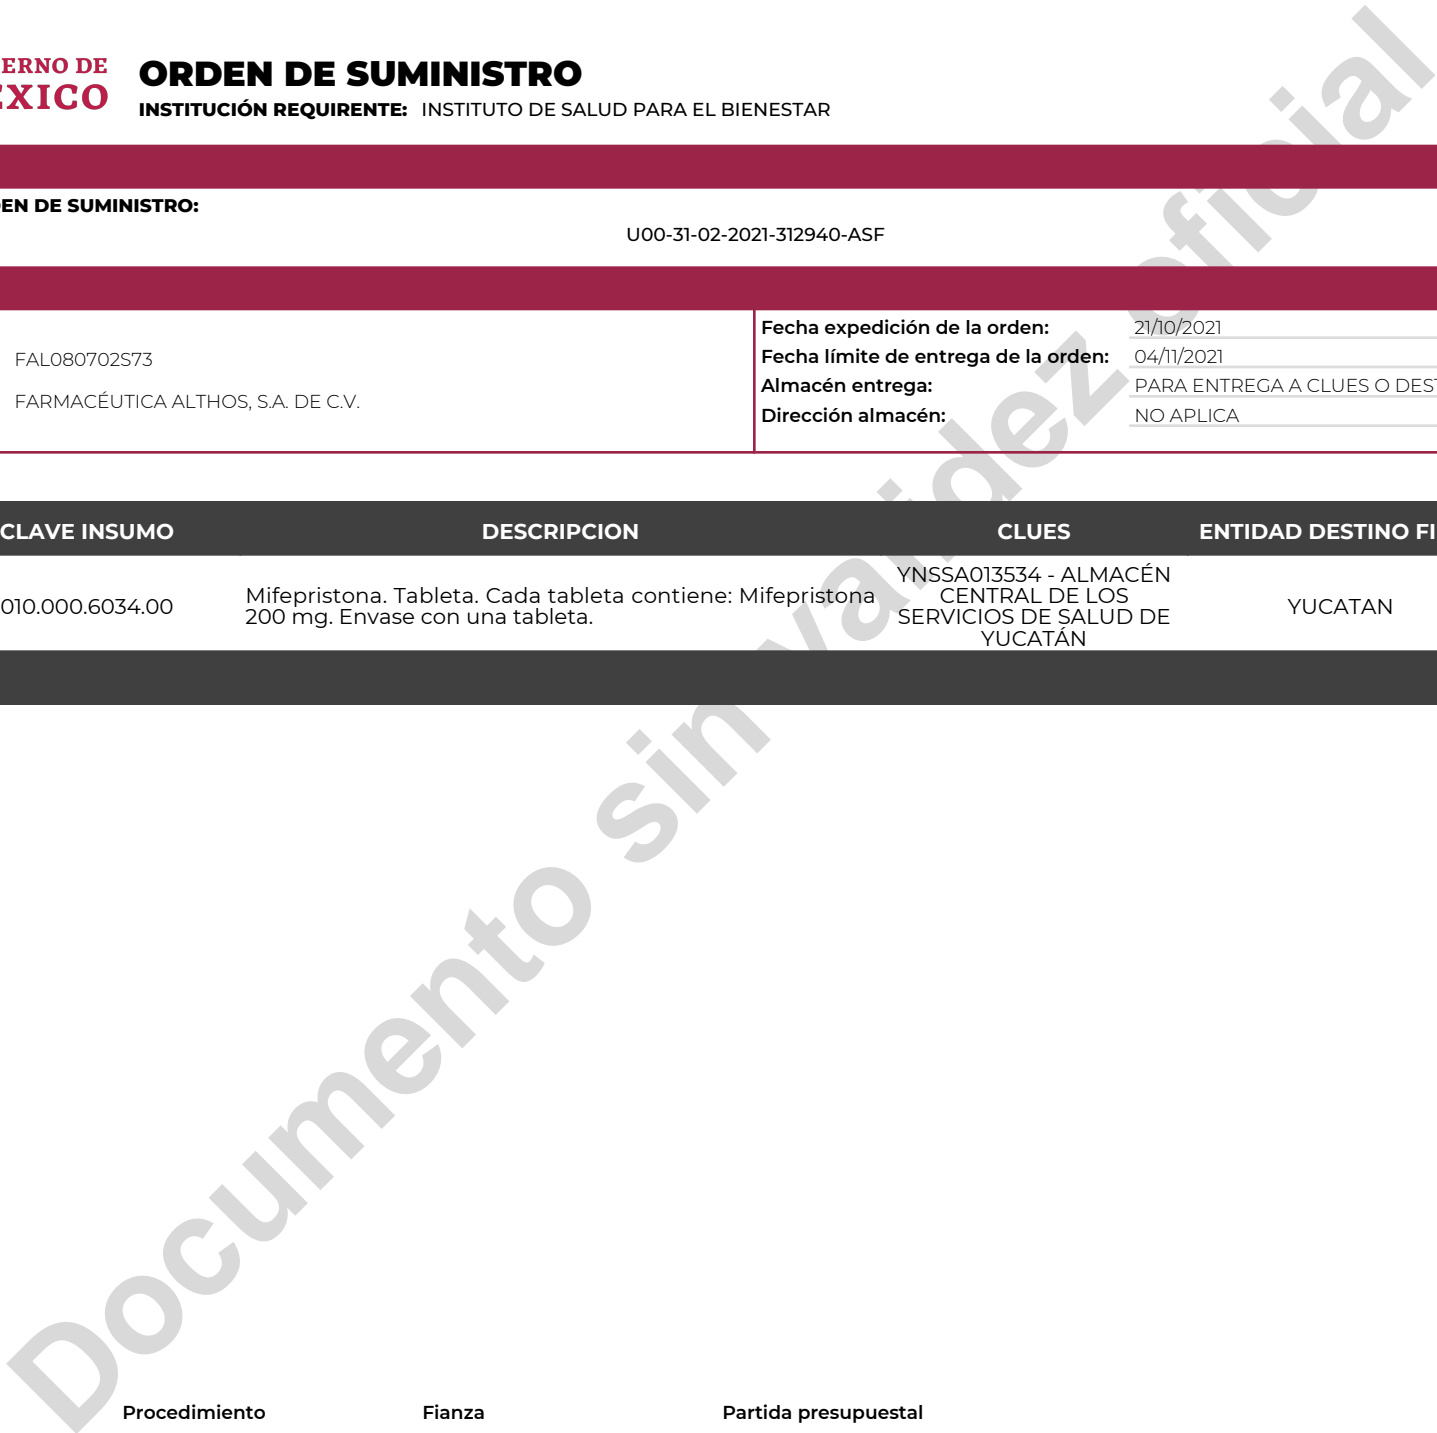 ERNO DE
XICO
ORDEN DE SUMINISTRO
INSTITUCIÓN REQUIRENTE: INSTITUTO DE SALUD PARA EL BIENESTAR
EN DE SUMINISTRO:
U00-31-02-2021-312940-ASF
FAL080702S73
FARMACÉUTICA ALTHOS, S.A. DE C.V.
Fecha expedición de la orden: 21/10/2021
Fecha límite de entrega de la orden: 04/11/2021
Almacén entrega: PARA ENTREGA A CLUES O DEST
Dirección almacén: NO APLICA
CLAVE INSUMO DESCRIPCION CLUES ENTIDAD DESTINO FI
010.000.6034.00
Mifepristona. Tableta. Cada tableta contiene: Mifepristona
200 mg. Envase con una tableta.
YNSSA013534 - ALMACÉN
CENTRAL DE LOS
SERVICIOS DE SALUD DE
YUCATÁN
YUCATAN
Documento sin validez oficial
Procedimiento Fianza Partida presupuestal